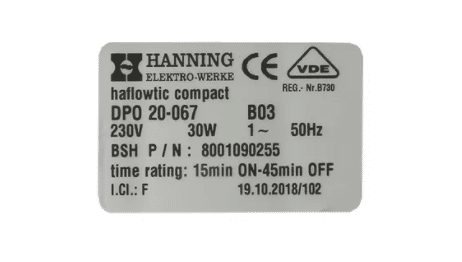 HANNING
ELEKTRO-WERKE
CE
VDE
REG.- Nr.B730
haflowtic compact
DPO 20-067 B03
230V 30W 1~ 50Hz
BSH P / N : 8001090255
time rating: 15min ON-45min OFF
I.Cl.: F 19.10.2018/102